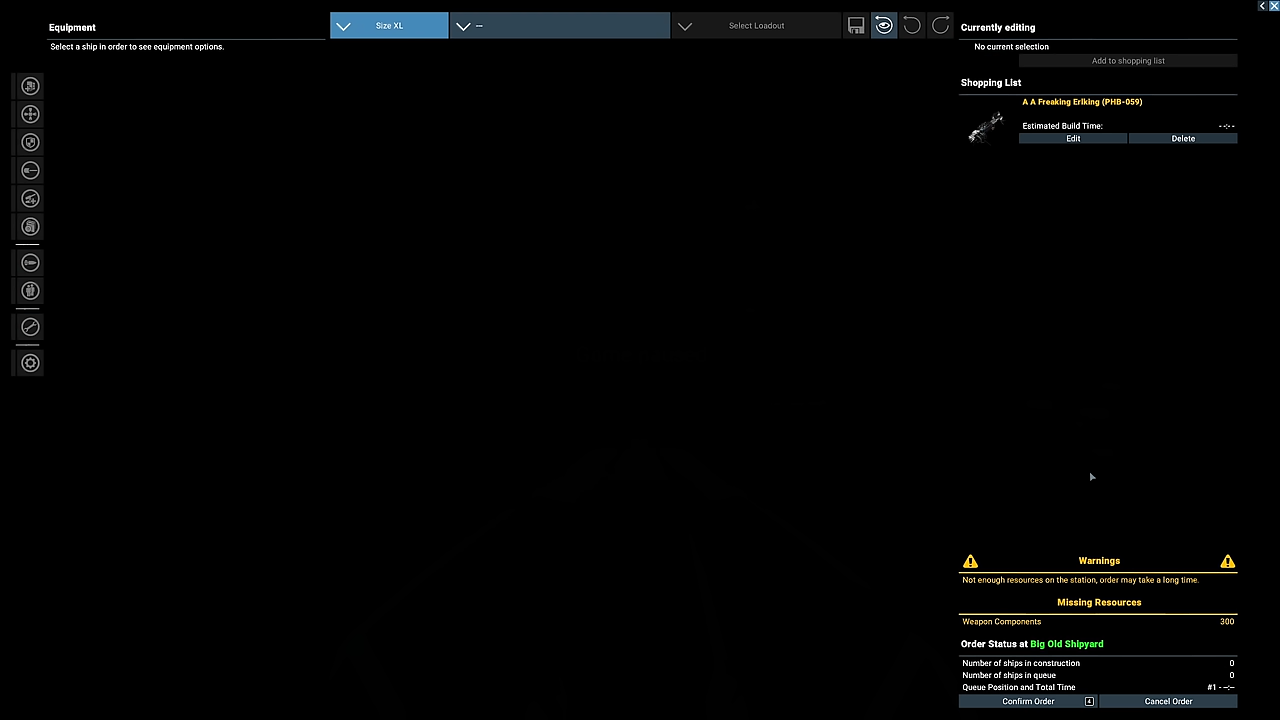 Equipment
Select a ship in order to see equipment options.
Size XL
--
Select Loadout
Currently editing
No current selection
Add to shopping list
Shopping List
A A Freaking Erlking (PHB-059)
Estimated Build Time: --:--
Edit
Delete
Warnings
Not enough resources on the station, order may take a long time.
Missing Resources
Weapon Components 300
Order Status at Big Old Shipyard
Number of ships in construction 0
Number of ships in queue 0
Queue Position and Total Time #1 - --:--
Confirm Order
Cancel Order